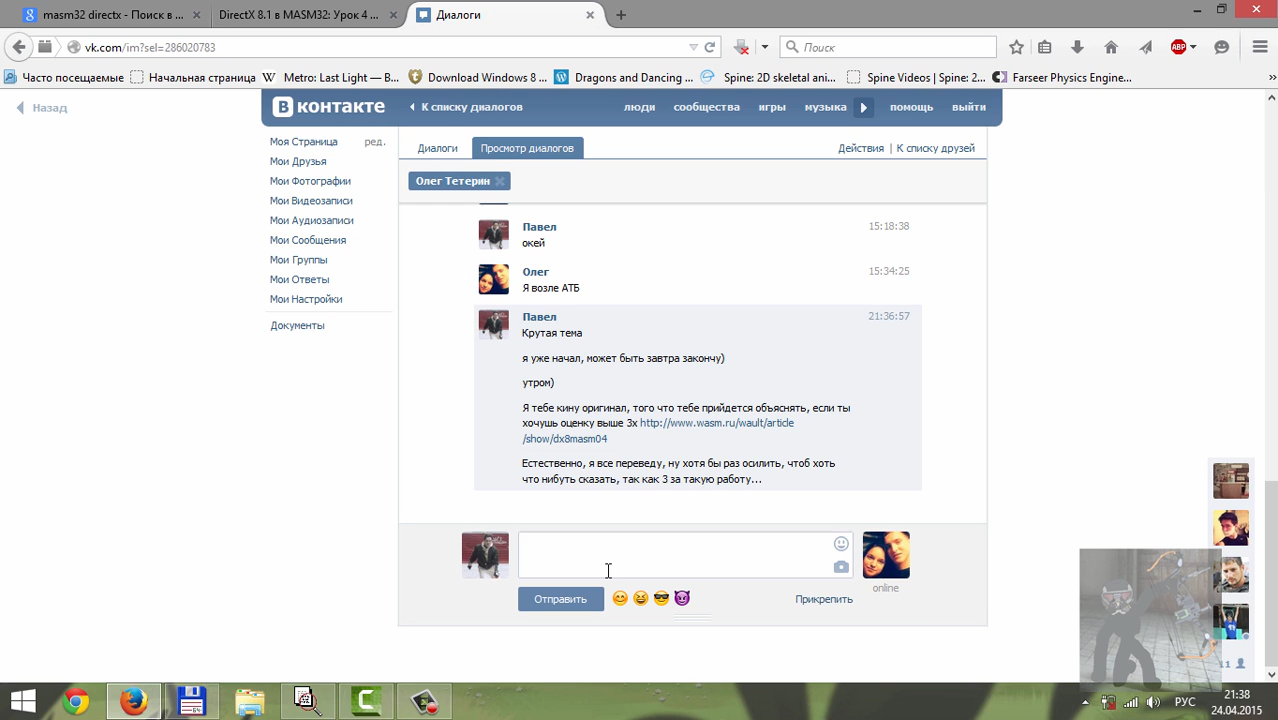 masm32 directx - Поиск в ...
DirectX 8.1 в MASM32: Урок 4 ...
Диалоги
vk.com/im?sel=286020783
Поиск
ABP
Часто посещаемые
Начальная страница
Metro: Last Light — В...
Download Windows 8 ...
Dragons and Dancing ...
Spine: 2D skeletal ani...
Spine Videos | Spine: 2...
Farseer Physics Engine...
Назад
В контакте
К списку диалогов
люди
сообщества
игры
музыка
помощь
выйти
Моя Страница
ред.
Мои Друзья
Мои Фотографии
Мои Видеозаписи
Мои Аудиозаписи
Мои Сообщения
Мои Группы
Мои Ответы
Мои Настройки
Документы
Диалоги
Просмотр диалогов
Действия | К списку друзей
Олег Тетерин
Павел
15:18:38
окей
Олег
15:34:25
Я возле АТБ
Павел
21:36:57
Крутая тема
я уже начал, может быть завтра закончу)
утром)
Я тебе кину оригинал, того что тебе прийдется объяснять, если ты
хочушь оценку выше 3х http://www.wasm.ru/wault/article
/show/dx8masm04
Естественно, я все переведу, ну хотя бы раз осилить, чтоб хоть
что нибуть сказать, так как 3 за такую работу...
Отправить
Прикрепить
online
11
РУС
21:38
24.04.2015